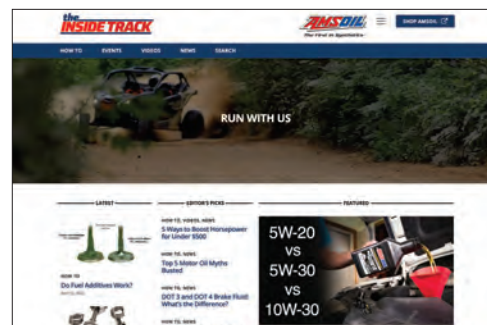 the
INSIDE TRACK
AMSOIL
The First in Synthetics
SHOP AMSOIL
HOW TO EVENTS VIDEOS NEWS SEARCH
RUN WITH US
LATEST
HOW TO
Do Fuel Additives Work?
EDITOR'S PICKS
HOW TO, VIDEOS, NEWS
5 Ways to Boost Horsepower
for Under $500
HOW TO, NEWS
Top 5 Motor Oil Myths
Busted
HOW TO, NEWS
DOT 3 and DOT 4 Brake Fluid:
What's the Difference?
HOW TO, NEWS
FEATURED
5W-20
vs
5W-30
vs
10W-30